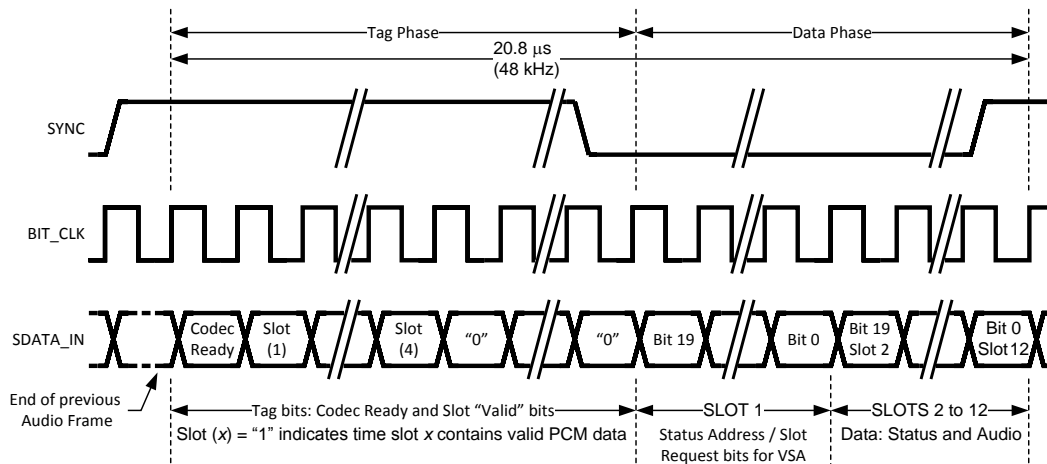 Tag Phase
Data Phase
20.8 μs
(48 kHz)
SYNC
BIT_CLK
SDATA_IN
Codec
Ready
Slot
(1)
Slot
(4)
“0”
“0”
Bit 19
Bit 0
Bit 19
Slot 2
Bit 0
Slot12
End of previous
Audio Frame
Tag bits: Codec Ready and Slot “Valid” bits
Slot (x) = “1” indicates time slot x contains valid PCM data
SLOT 1
Status Address / Slot
Request bits for VSA
SLOTS 2 to 12
Data: Status and Audio